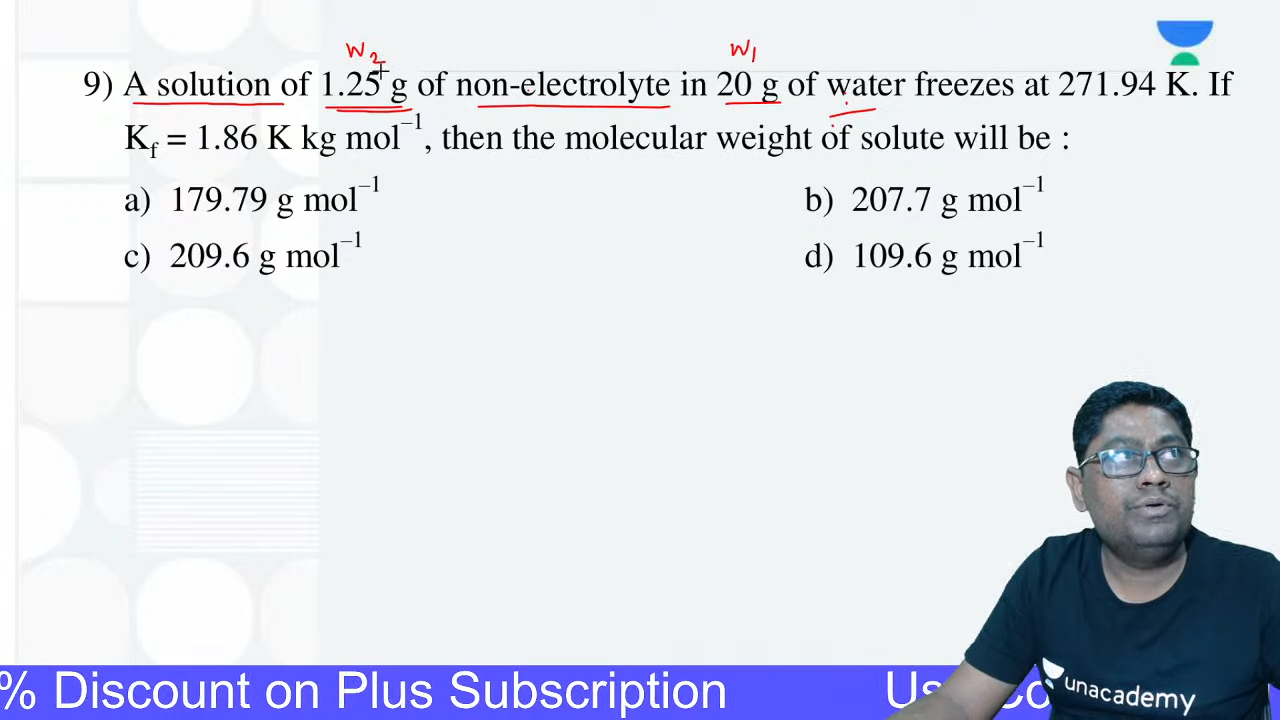 W2 W1
9) A solution of 1.25 g of non-electrolyte in 20 g of water freezes at 271.94 K. If
Kf = 1.86 K kg mol–1, then the molecular weight of solute will be :
a) 179.79 g mol–1 b) 207.7 g mol–1
c) 209.6 g mol–1 d) 109.6 g mol–1
unacademy
% Discount on Plus Subscription